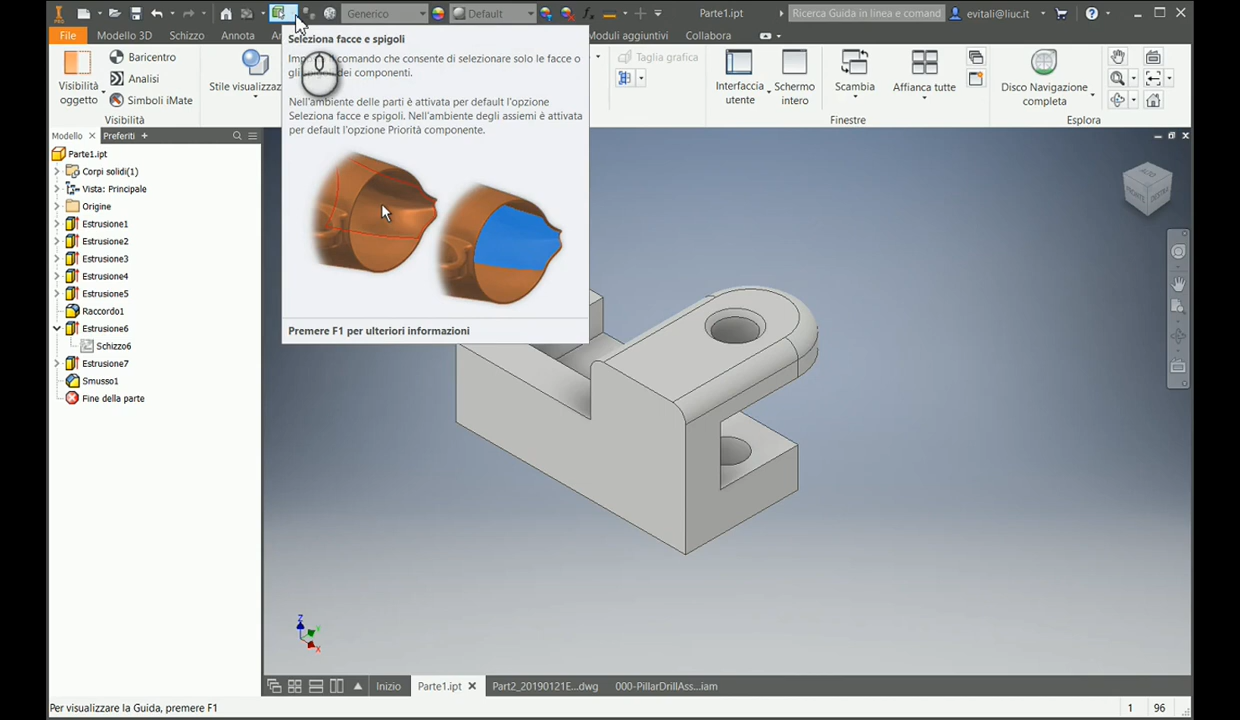 Generico
Default
Parte1.ipt
Ricerca Guida in linea e comand
evitali@liuc.it
File
Modello 3D
Schizzo
Annota
Moduli aggiuntivi
Collabora
Seleziona facce e spigoli
comando che consente di selezionare solo le facce o
dei componenti.
Nell'ambiente delle parti è attivata per default l'opzione
Seleziona facce e spigoli. Nell'ambiente degli assiemi è attivata
per default l'opzione Priorità componente.
Premere F1 per ulteriori informazioni
Visibilità
oggetto
Baricentro
Analisi
Simboli iMate
Visibilità
Stile visualizzaz
Taglia grafica
Interfaccia
utente
Schermo
intero
Scambia
Affianca tutte
Finestre
Disco Navigazione
completa
Esplora
Modello
Preferiti
Parte1.ipt
Corpi solidi(1)
Vista: Principale
Origine
Estrusione1
Estrusione2
Estrusione3
Estrusione4
Estrusione5
Raccordo1
Estrusione6
Schizzo6
Estrusione7
Smusso1
Fine della parte
ALTO
FRONTE
DESTRA
Z
Y
X
Inizio
Parte1.ipt
Part2_20190121E...dwg
000-PillarDrillAss...iam
Per visualizzare la Guida, premere F1
1
96